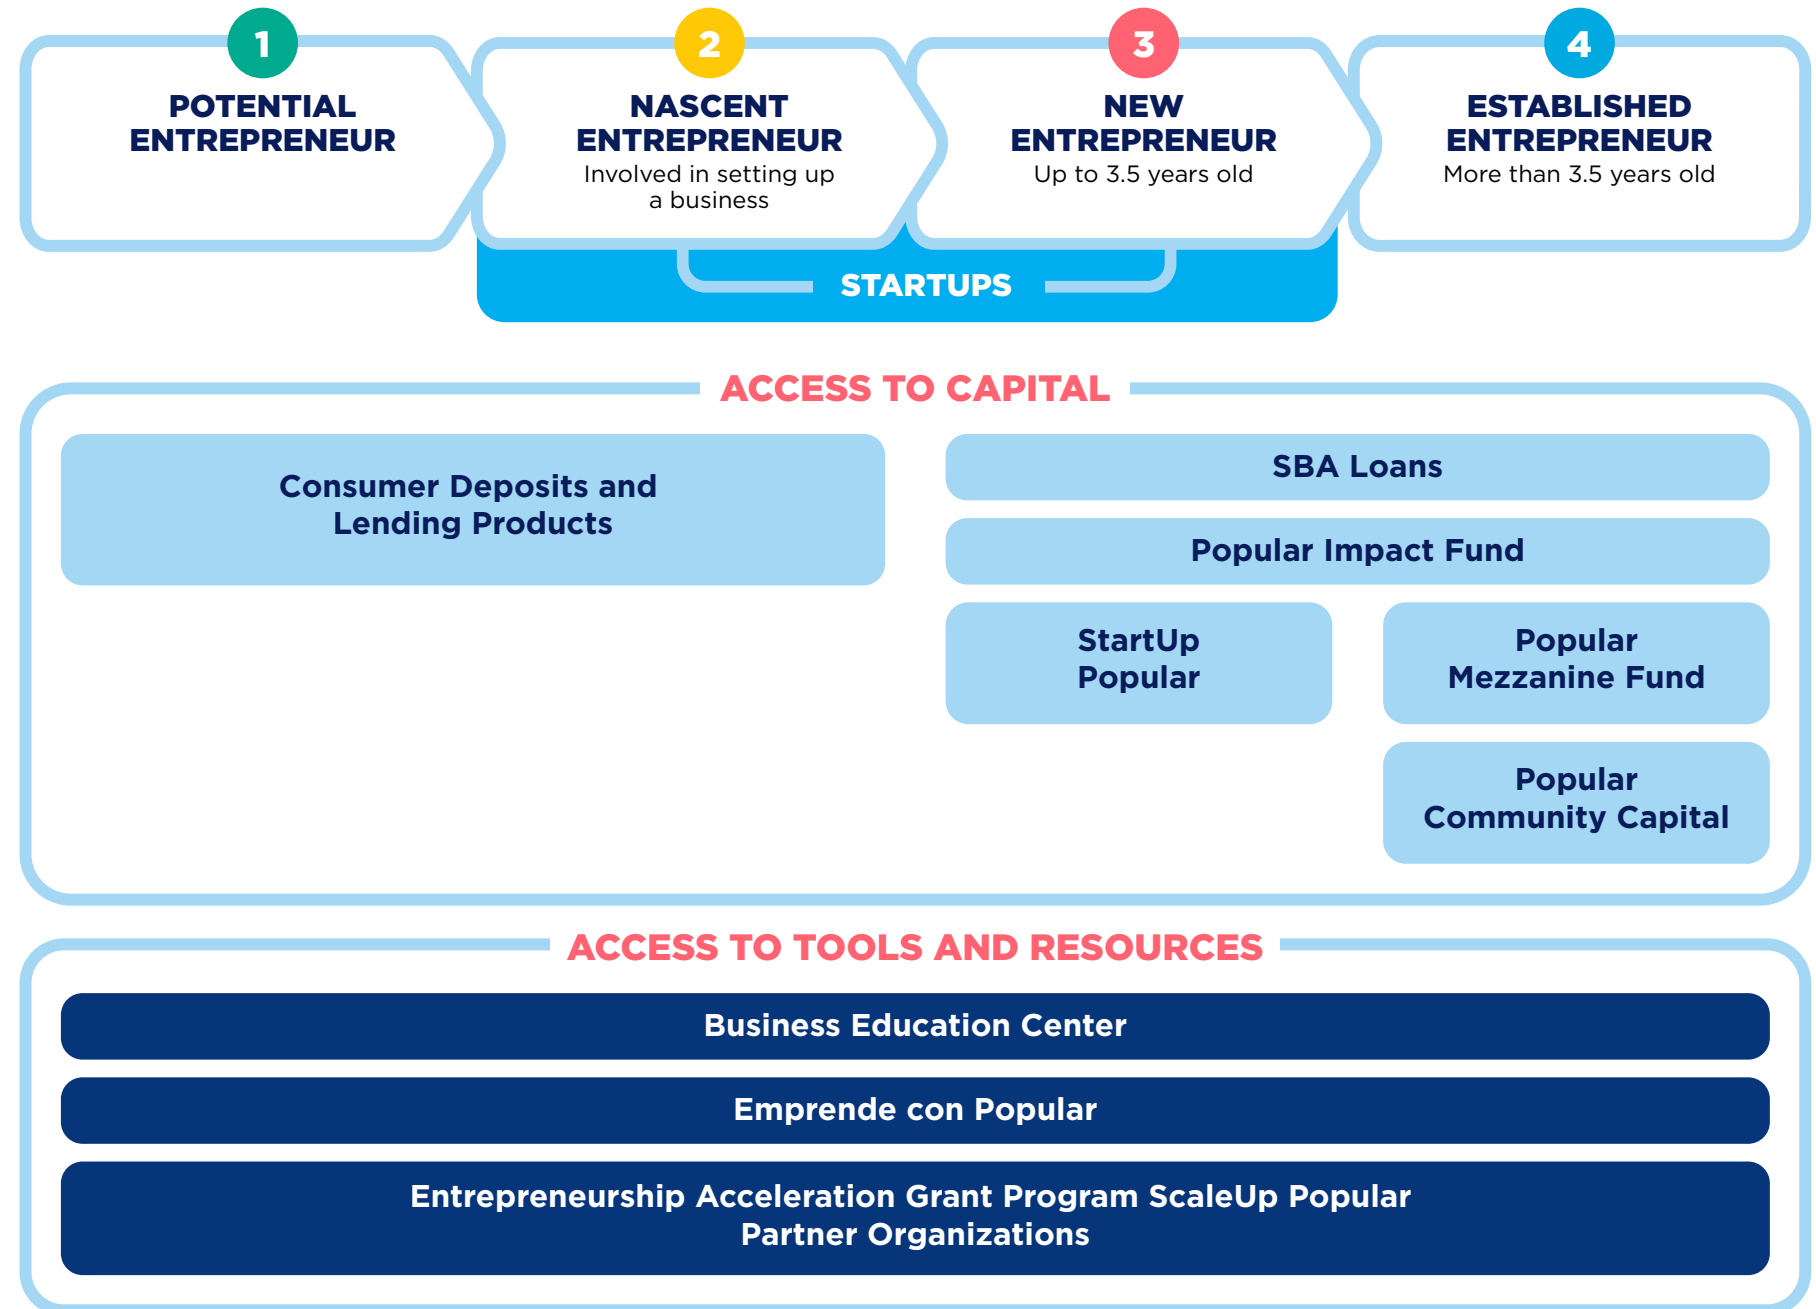 1
POTENTIAL
ENTREPRENEUR
2
NASCENT
ENTREPRENEUR
Involved in setting up
a business
3
NEW
ENTREPRENEUR
Up to 3.5 years old
4
ESTABLISHED
ENTREPRENEUR
More than 3.5 years old
STARTUPS
ACCESS TO CAPITAL
Consumer Deposits and
Lending Products
SBA Loans
Popular Impact Fund
StartUp
Popular
Popular
Mezzanine Fund
Popular
Community Capital
ACCESS TO TOOLS AND RESOURCES
Business Education Center
Emprende con Popular
Entrepreneurship Acceleration Grant Program ScaleUp Popular
Partner Organizations